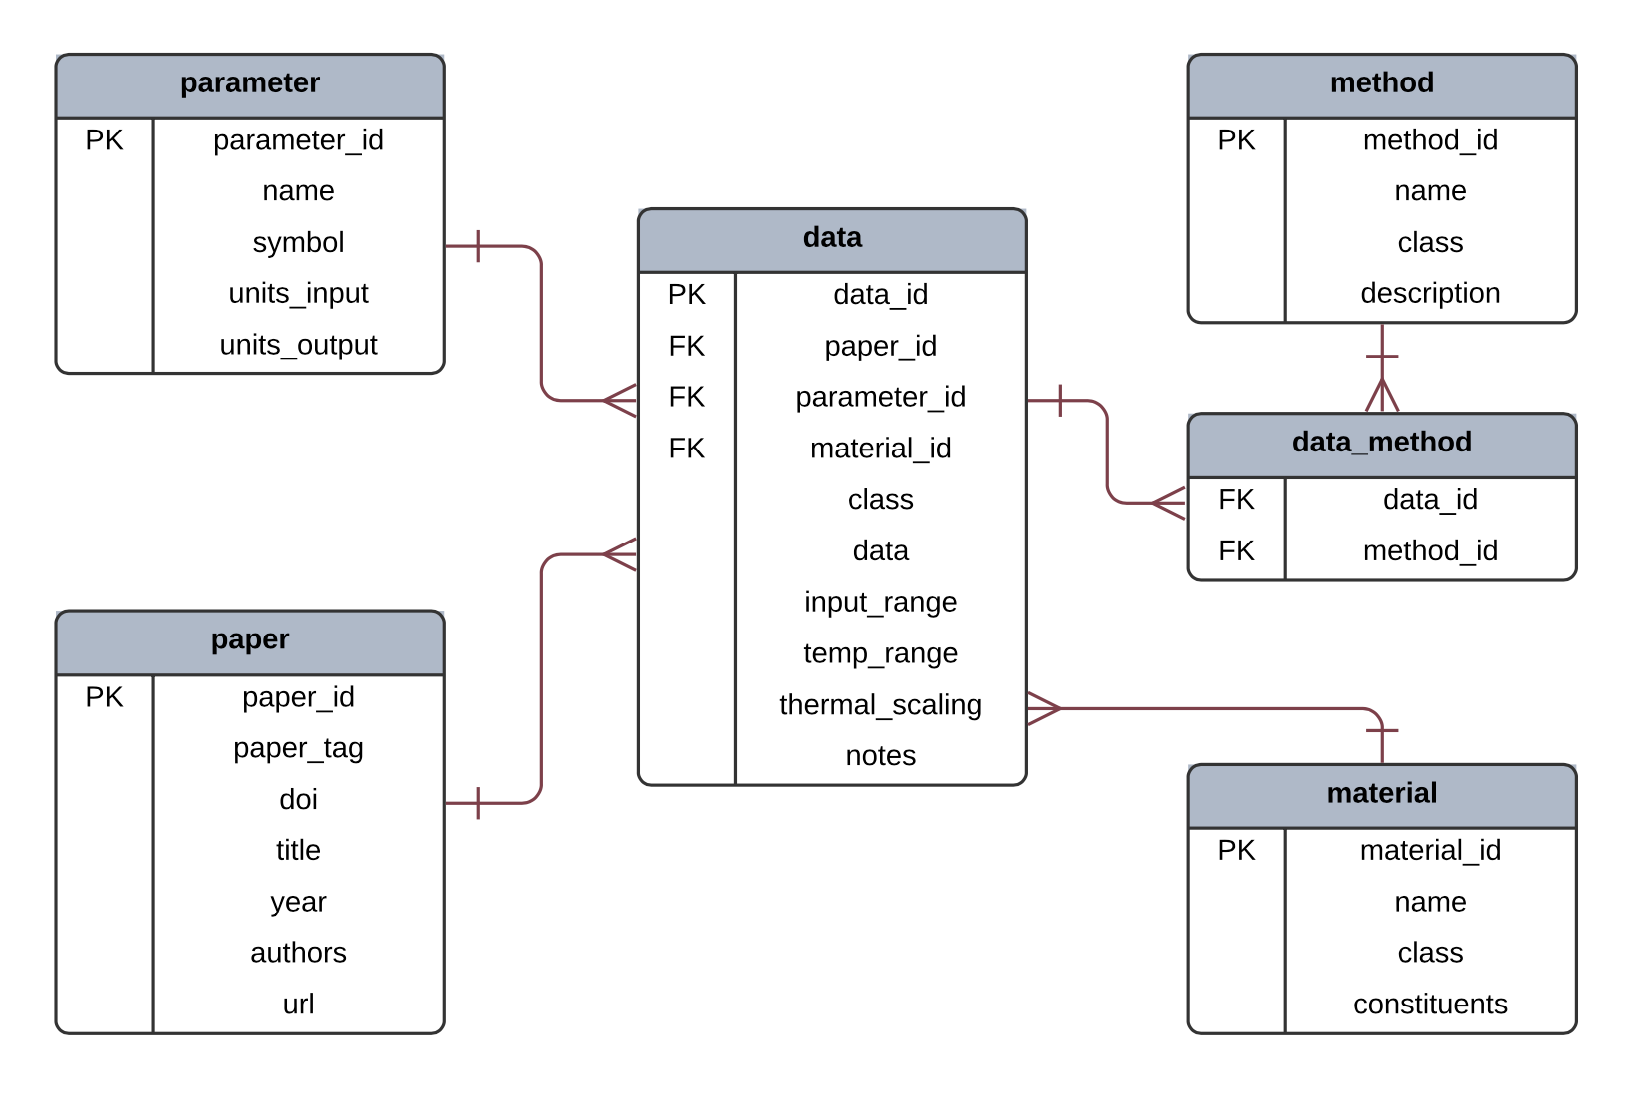 parameter
PK parameter_id
name
symbol
units_input
units_output
method
PK method_id
name
class
description
data
PK data_id
FK paper_id
FK parameter_id
FK material_id
class
data
input_range
temp_range
thermal_scaling
notes
data_method
FK data_id
FK method_id
paper
PK paper_id
paper_tag
doi
title
year
authors
url
material
PK material_id
name
class
constituents